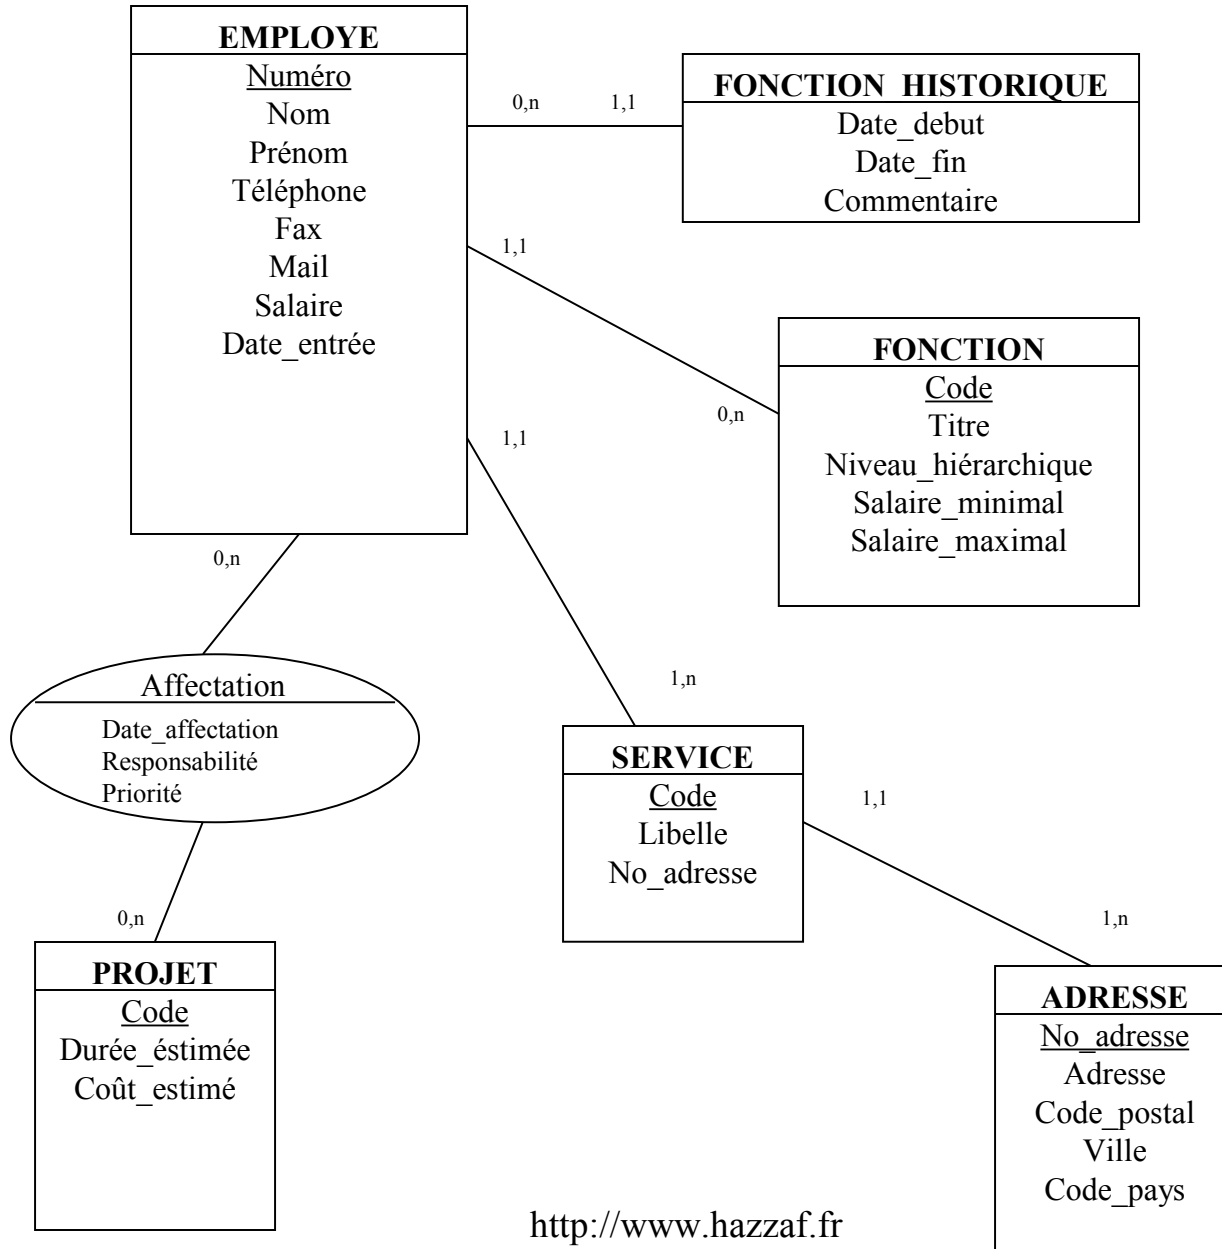 EMPLOYE
Numéro
Nom
Prénom
Téléphone
Fax
Mail
Salaire
Date_entrée
0,n
1,1
FONCTION_HISTORIQUE
Date_debut
Date_fin
Commentaire
1,1
0,n
FONCTION
Code
Titre
Niveau_hiérarchique
Salaire_minimal
Salaire_maximal
1,1
1,n
0,n
Affectation
Date_affectation
Responsabilité
Priorité
0,n
SERVICE
Code
Libelle
No_adresse
1,1
1,n
PROJET
Code
Durée_éstimée
Coût_estimé
ADRESSE
No_adresse
Adresse
Code_postal
Ville
Code_pays
http://www.hazzaf.fr